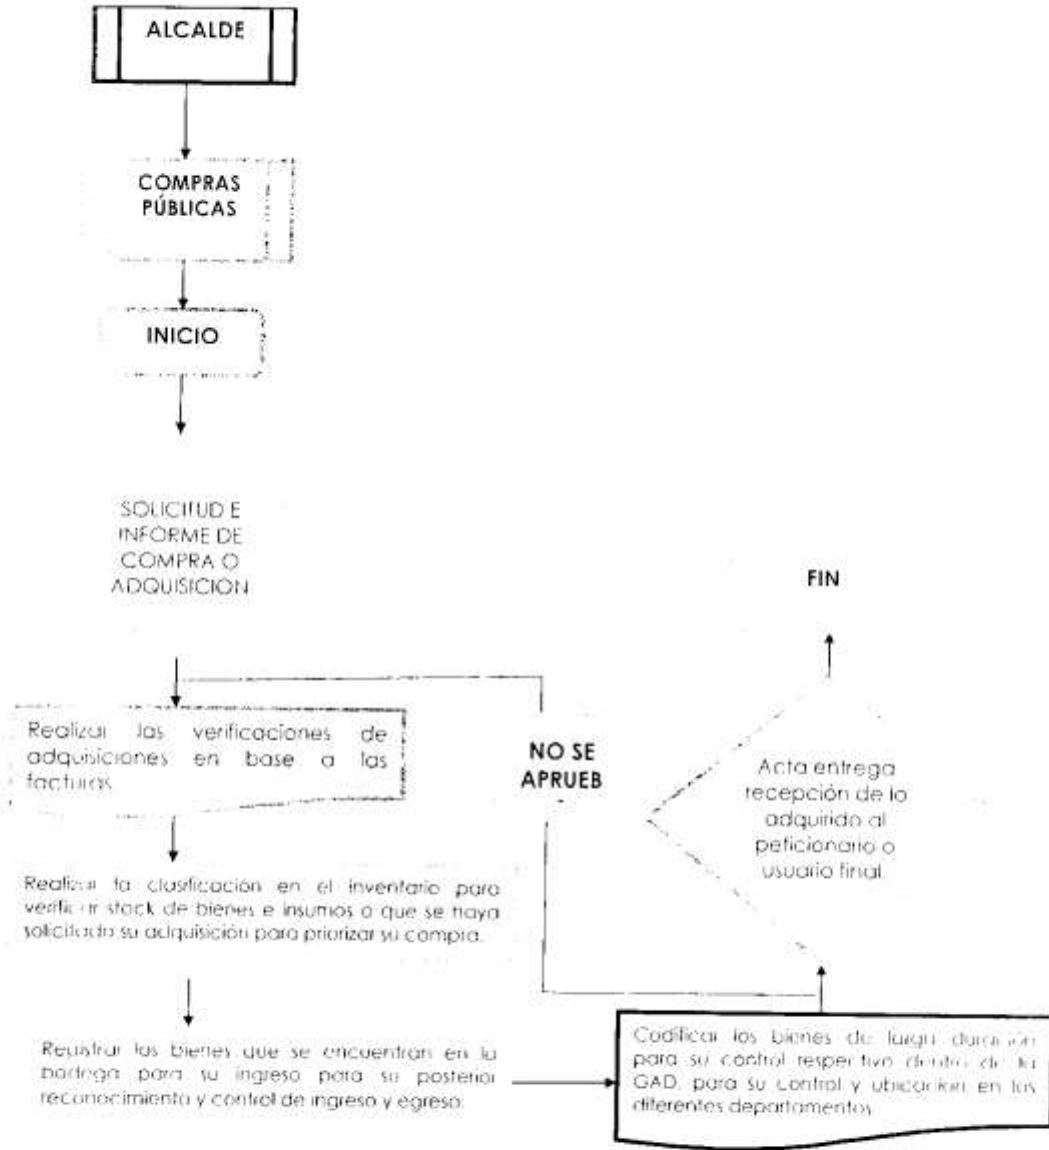 ALCALDE
COMPRAS
PÚBLICAS
INICIO
SOLICITUD E
INFORME DE
COMPRA O
ADQUISICION
Realizar las verificaciones de
adquisiciones en base a las
facturas.
Realizar la clasificación en el inventario para
verificar stock de bienes e insumos o que se haya
solicitado su adquisición para priorizar su compra.
Registrar los bienes que se encuentran en la
bodega para su ingreso para su posterior
reconocimiento y control de ingreso y egreso.
Codificar los bienes de larga duración
para su control respectivo dentro de la
GAD, para su control y ubicación en los
diferentes departamentos
NO SE
APRUEB
Acta entrega
recepción de lo
adquirido al
peticionario o
usuario final.
FIN